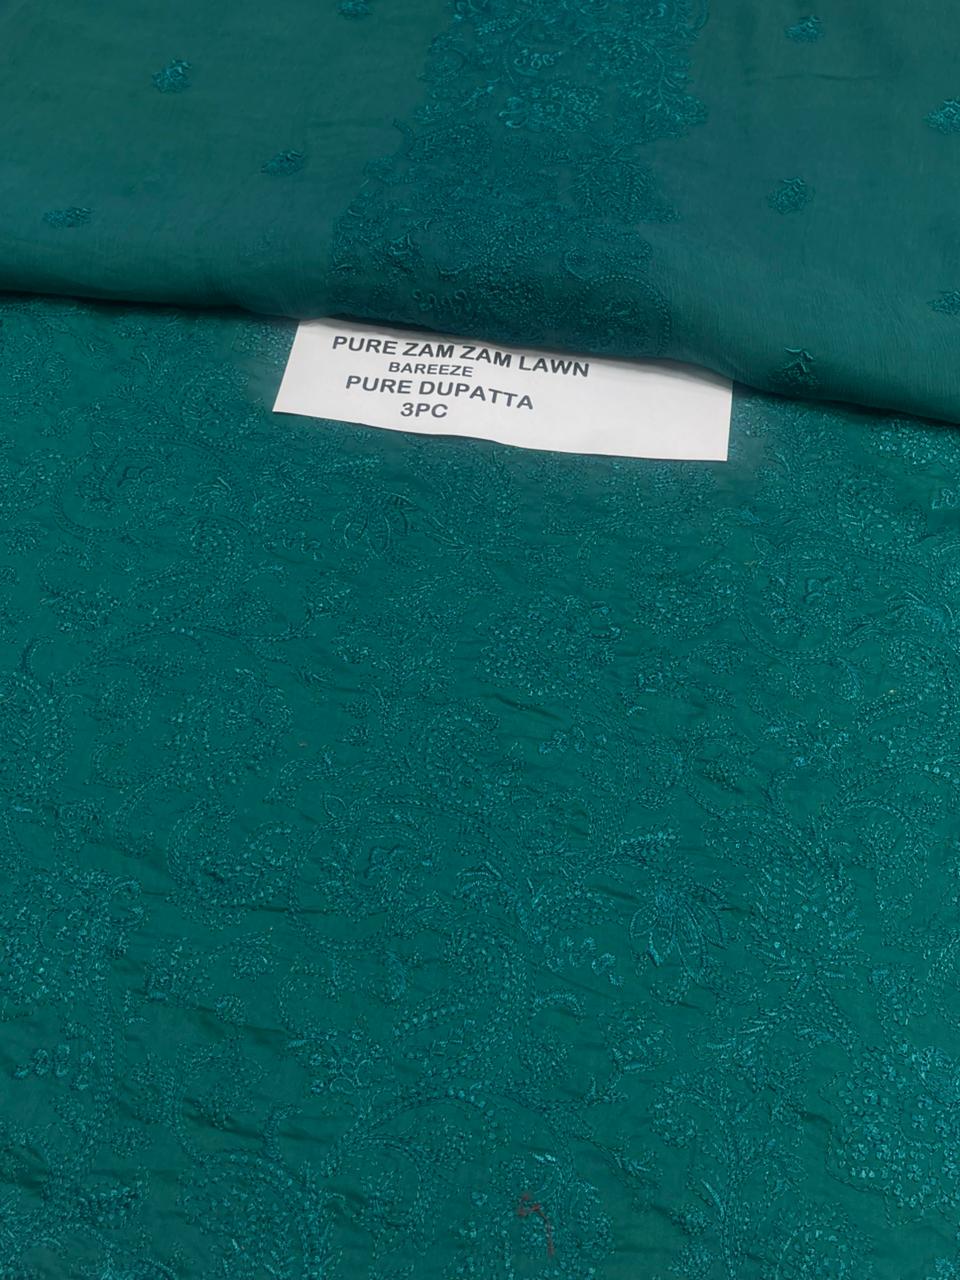 PURE ZAM ZAM LAWN
BAREEZE
PURE DUPATTA
3PC